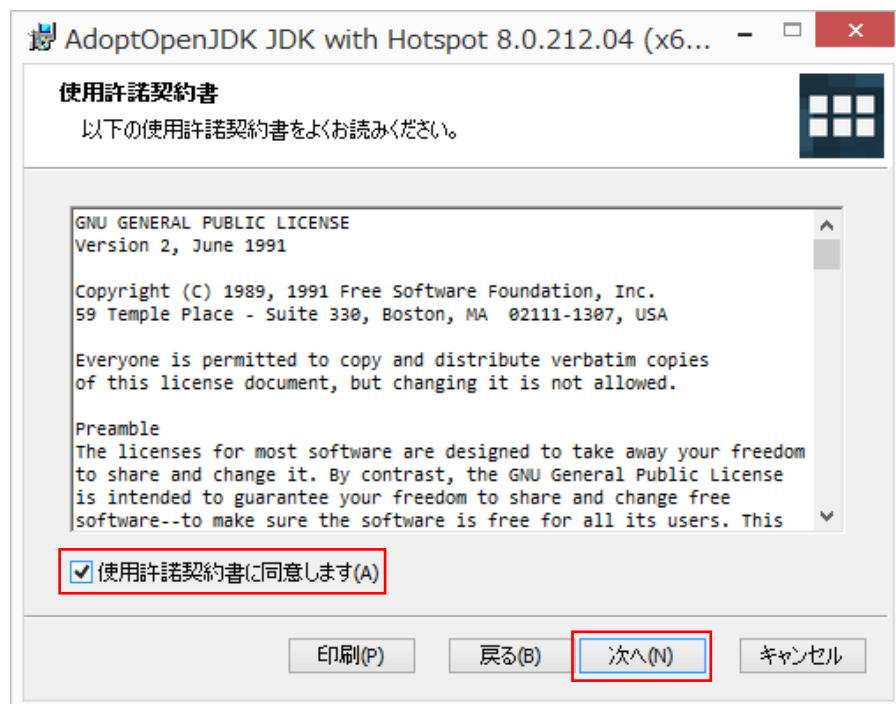 AdoptOpenJDK JDK with Hotspot 8.0.212.04 (x6...
使用許諾契約書
以下の使用許諾契約書をよくお読みください。
GNU GENERAL PUBLIC LICENSE
Version 2, June 1991
Copyright (C) 1989, 1991 Free Software Foundation, Inc.
59 Temple Place - Suite 330, Boston, MA  02111-1307, USA
Everyone is permitted to copy and distribute verbatim copies
of this license document, but changing it is not allowed.
Preamble
The licenses for most software are designed to take away your freedom
to share and change it. By contrast, the GNU General Public License
is intended to guarantee your freedom to share and change free
software--to make sure the software is free for all its users. This
使用許諾契約書に同意します(A)
印刷(P) 戻る(B) 次へ(N) キャンセル